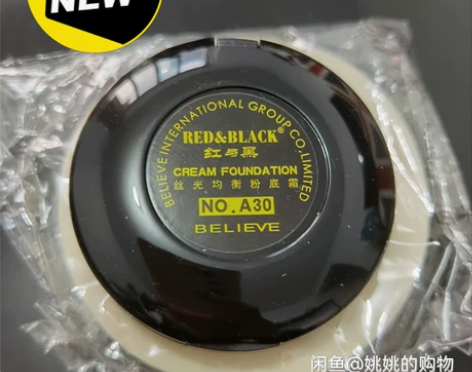 NEW
BELIEVE INTERNATIONAL GROUP CO.,LIMITED
RED&BLACK®
红与黑
CREAM FOUNDATION
丝光均衡粉底霜
NO.A30
BELIEVE
闲鱼@姚姚的购物